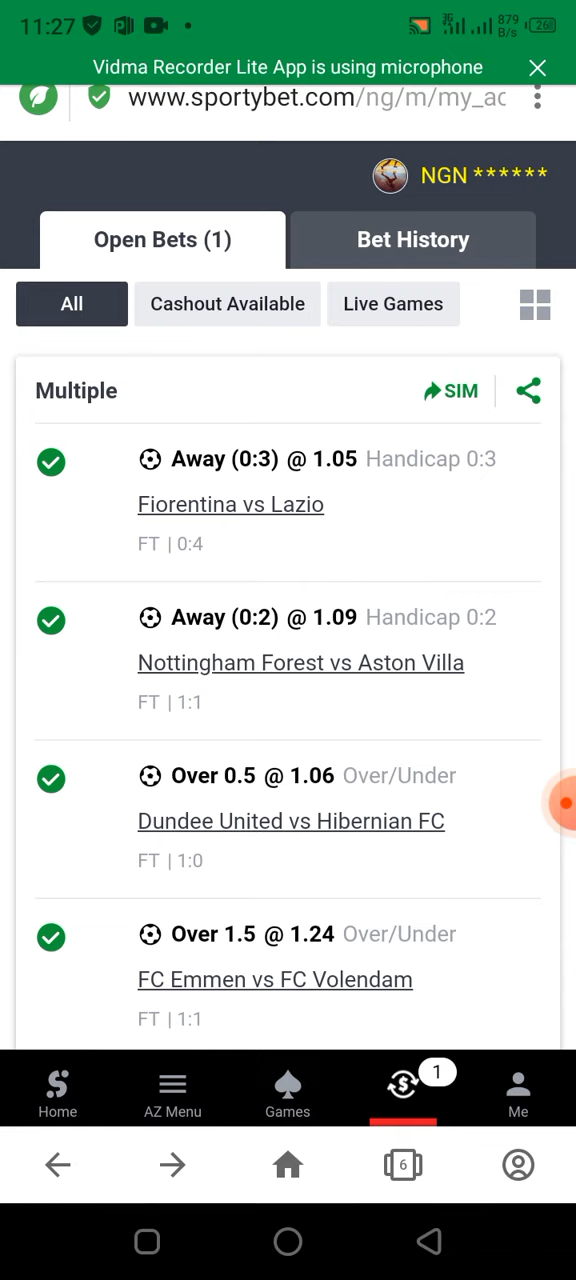 11:27 3G 879 B/s 26
Vidma Recorder Lite App is using microphone
www.sportybet.com/ng/m/my_ac
NGN ******
Open Bets (1) Bet History
All Cashout Available Live Games
Multiple SIM
Away (0:3) @ 1.05 Handicap 0:3
Fiorentina vs Lazio
FT | 0:4
Away (0:2) @ 1.09 Handicap 0:2
Nottingham Forest vs Aston Villa
FT | 1:1
Over 0.5 @ 1.06 Over/Under
Dundee United vs Hibernian FC
FT | 1:0
Over 1.5 @ 1.24 Over/Under
FC Emmen vs FC Volendam
FT | 1:1
1
Home AZ Menu Games Me
6